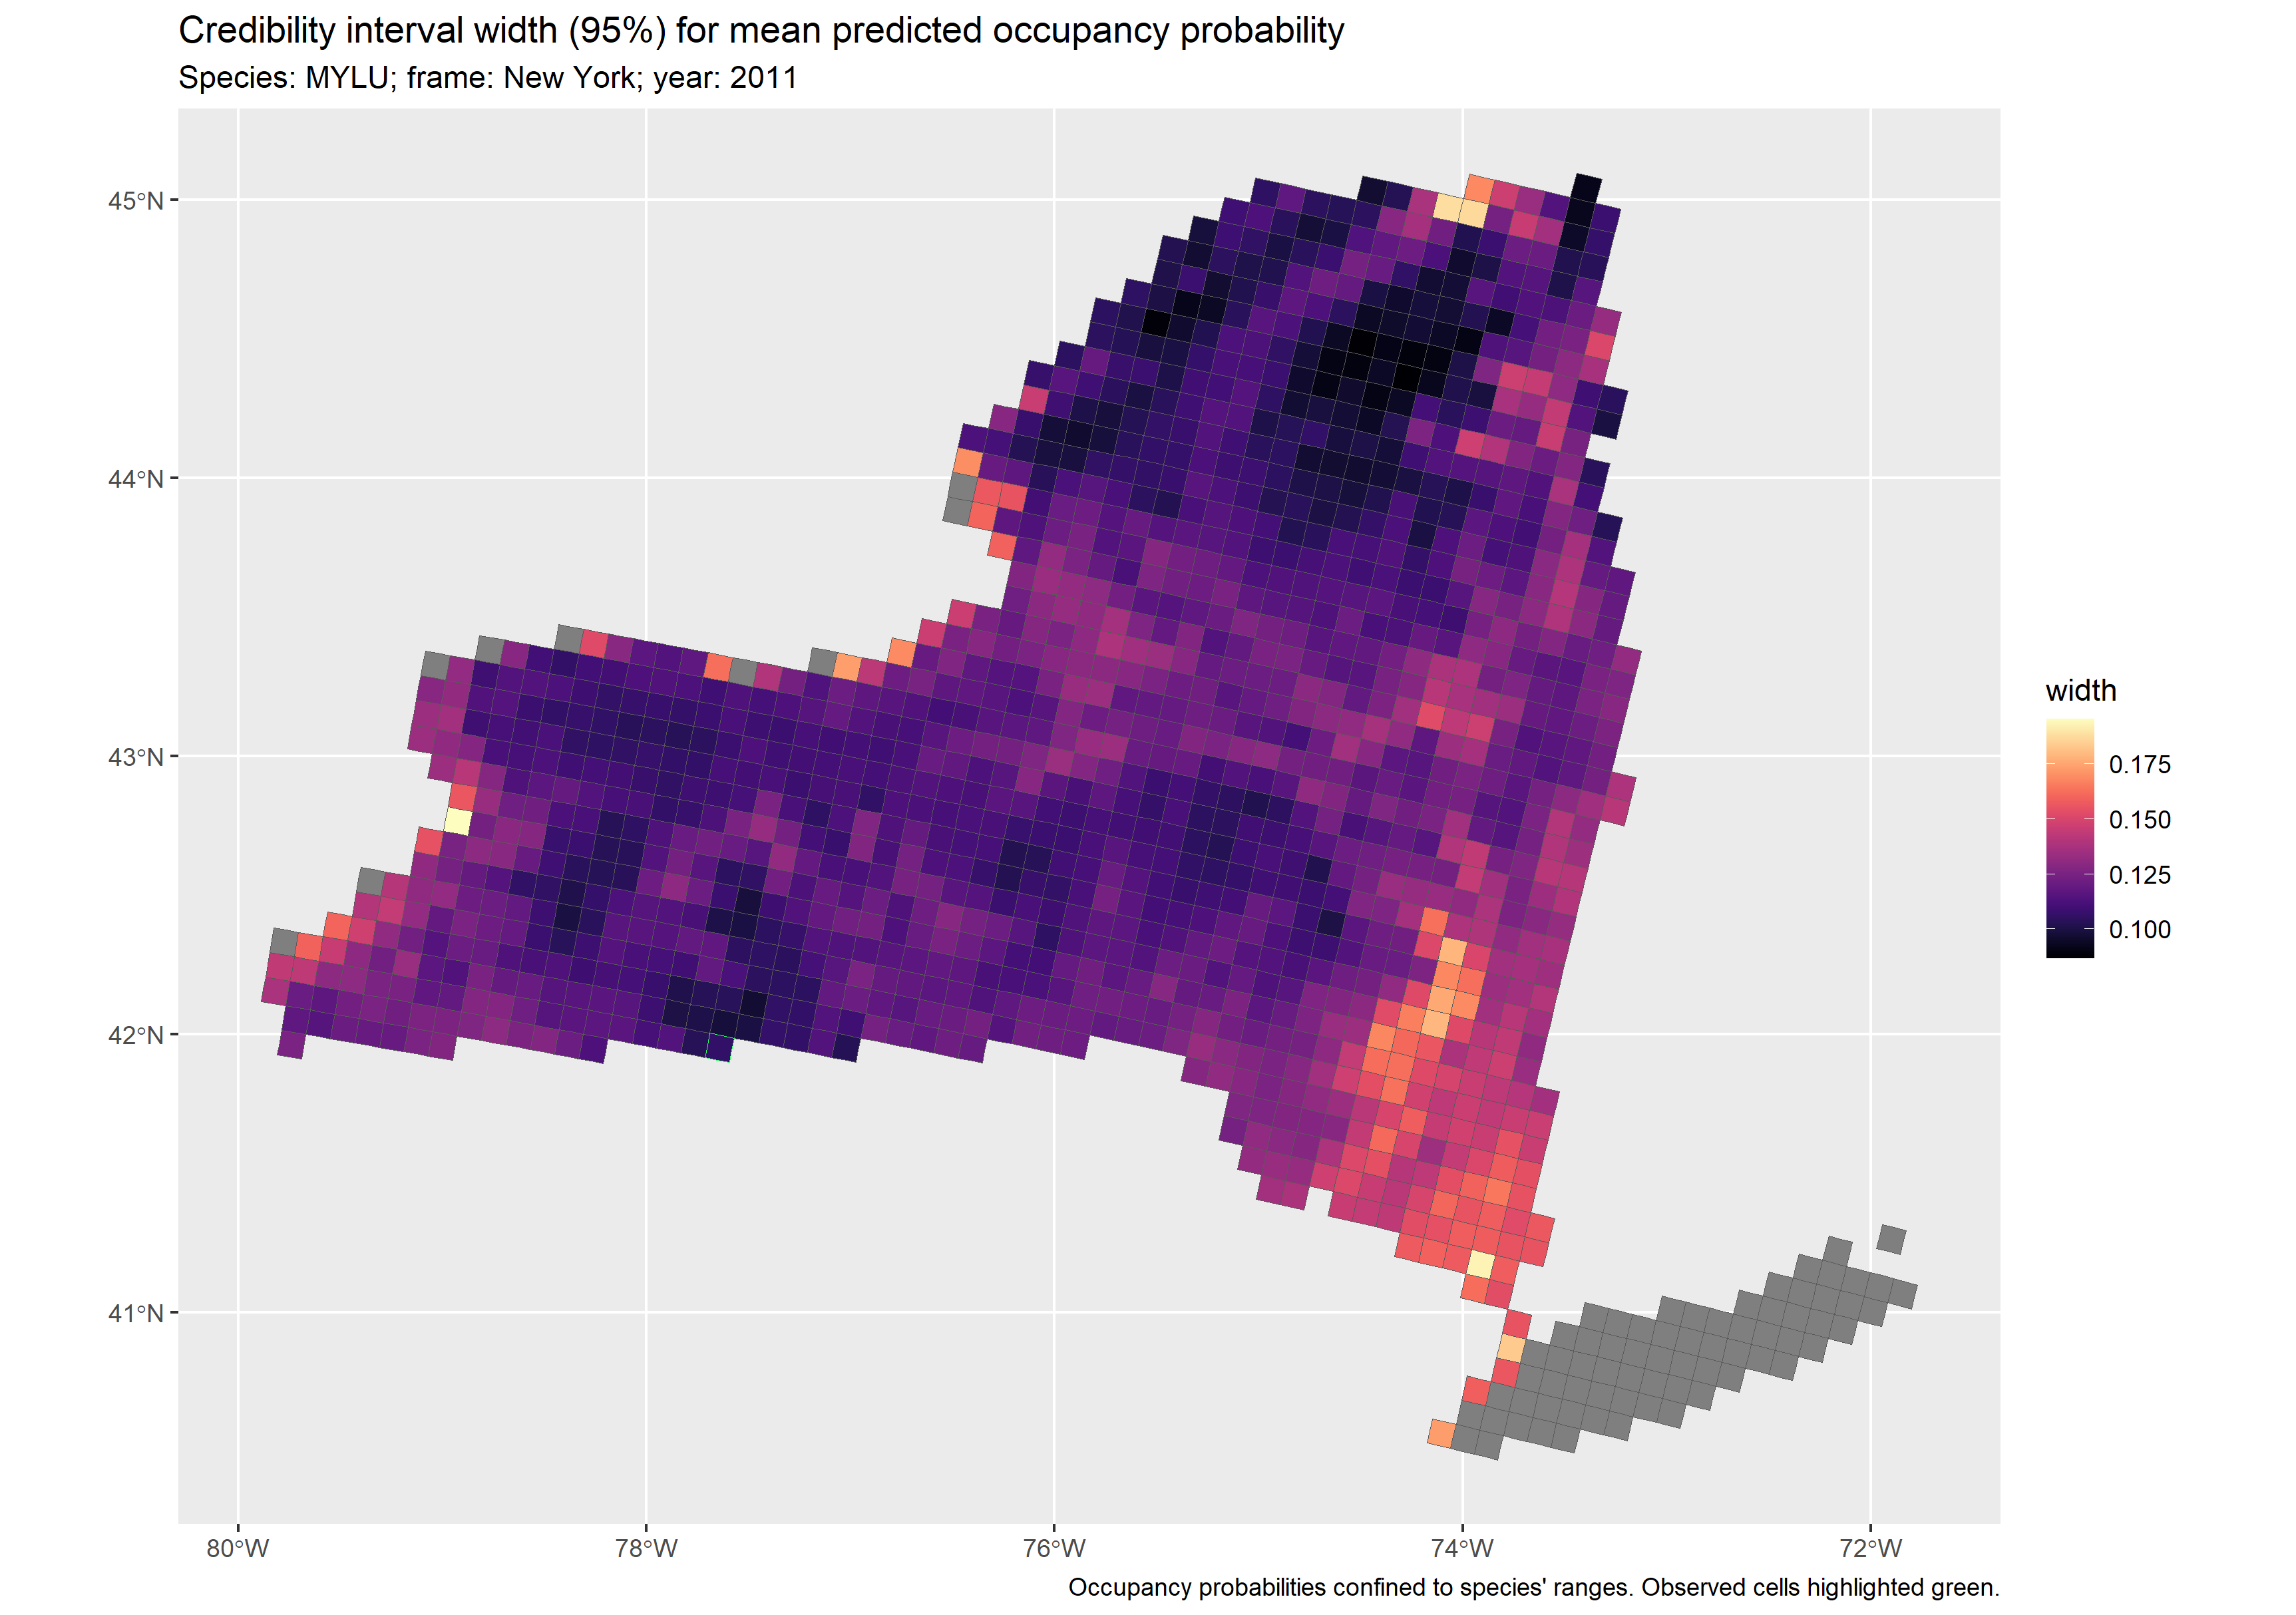 Credibility interval width (95%) for mean predicted occupancy probability
Species: MYLU; frame: New York; year: 2011
45°N
44°N
43°N
42°N
41°N
80°W
78°W
76°W
74°W
72°W
width
0.175
0.150
0.125
0.100
Occupancy probabilities confined to species' ranges. Observed cells highlighted green.